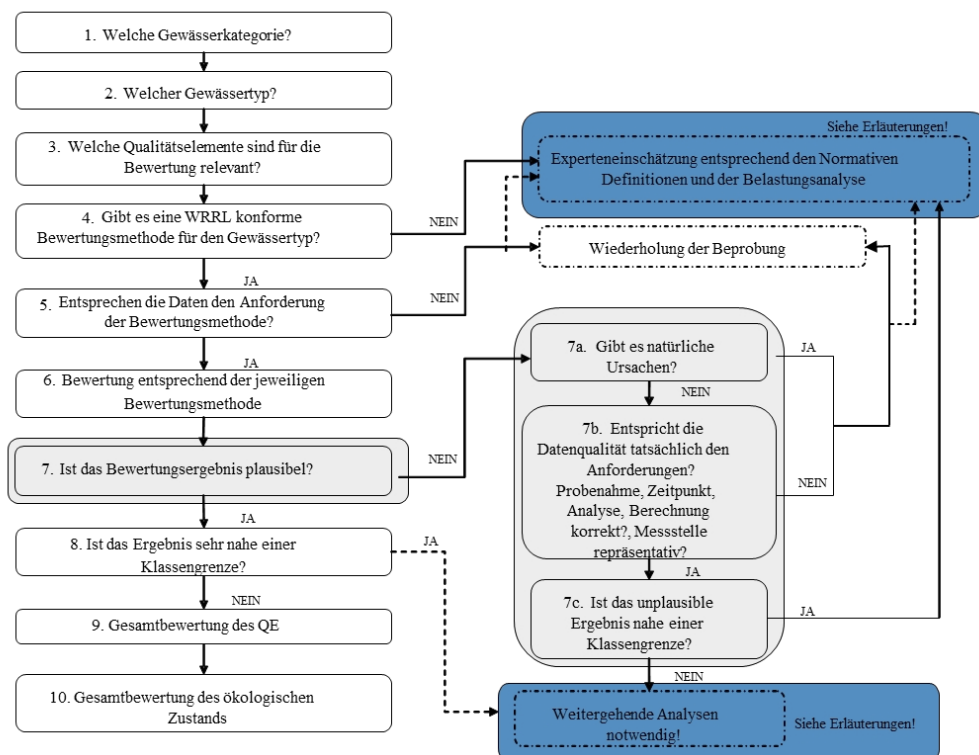 1. Welche Gewässerkategorie?
2. Welcher Gewässertyp?
3. Welche Qualitätselemente sind für die
Bewertung relevant?
4. Gibt es eine WRRL konforme
Bewertungsmethode für den Gewässertyp?
NEIN
JA
5. Entsprechen die Daten den Anforderung
der Bewertungsmethode?
NEIN
JA
6. Bewertung entsprechend der jeweiligen
Bewertungsmethode
7. Ist das Bewertungsergebnis plausibel?
NEIN
JA
8. Ist das Ergebnis sehr nahe einer
Klassengrenze?
JA
NEIN
9. Gesamtbewertung des QE
10. Gesamtbewertung des ökologischen
Zustands
Siehe Erläuterungen!
Experteneinschätzung entsprechend den Normativen
Definitionen und der Belastungsanalyse
Wiederholung der Beprobung
7a. Gibt es natürliche
Ursachen?
JA
NEIN
7b. Entspricht die
Datenqualität tatsächlich den
Anforderungen?
Probenahme, Zeitpunkt,
Analyse, Berechnung
korrekt?, Messstelle
repräsentativ?
NEIN
JA
7c. Ist das unplausible
Ergebnis nahe einer
Klassengrenze?
JA
NEIN
Weitergehende Analysen
notwendig!
Siehe Erläuterungen!